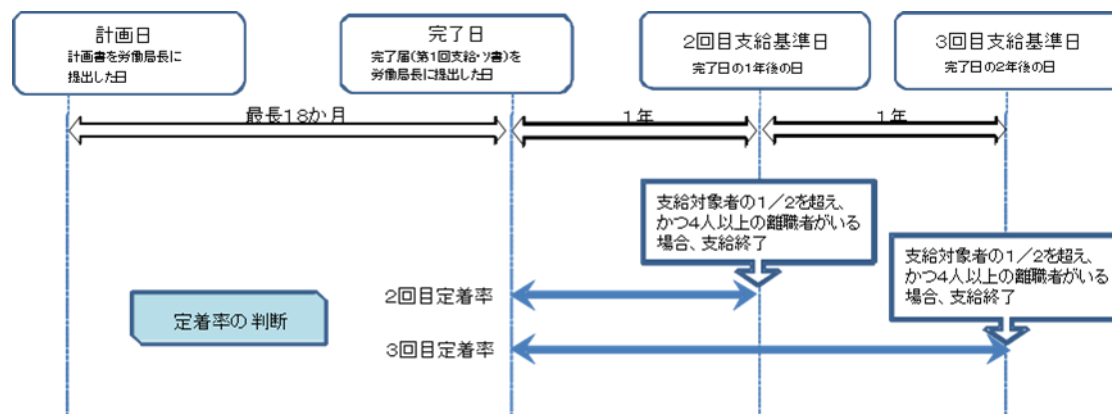 計画日
計画書を労働局長に
提出した日
完了日
完了届(第1回支給・ソ書)を
労働局長に提出した日
2回目支給基準日
完了日の1年後の日
3回目支給基準日
完了日の2年後の日
最長18か月
1年
1年
支給対象者の1/2を超え、
かつ4人以上の離職者がいる
場合、支給終了
支給対象者の1/2を超え、
かつ4人以上の離職者がいる
場合、支給終了
2回目定着率
定着率の判断
3回目定着率